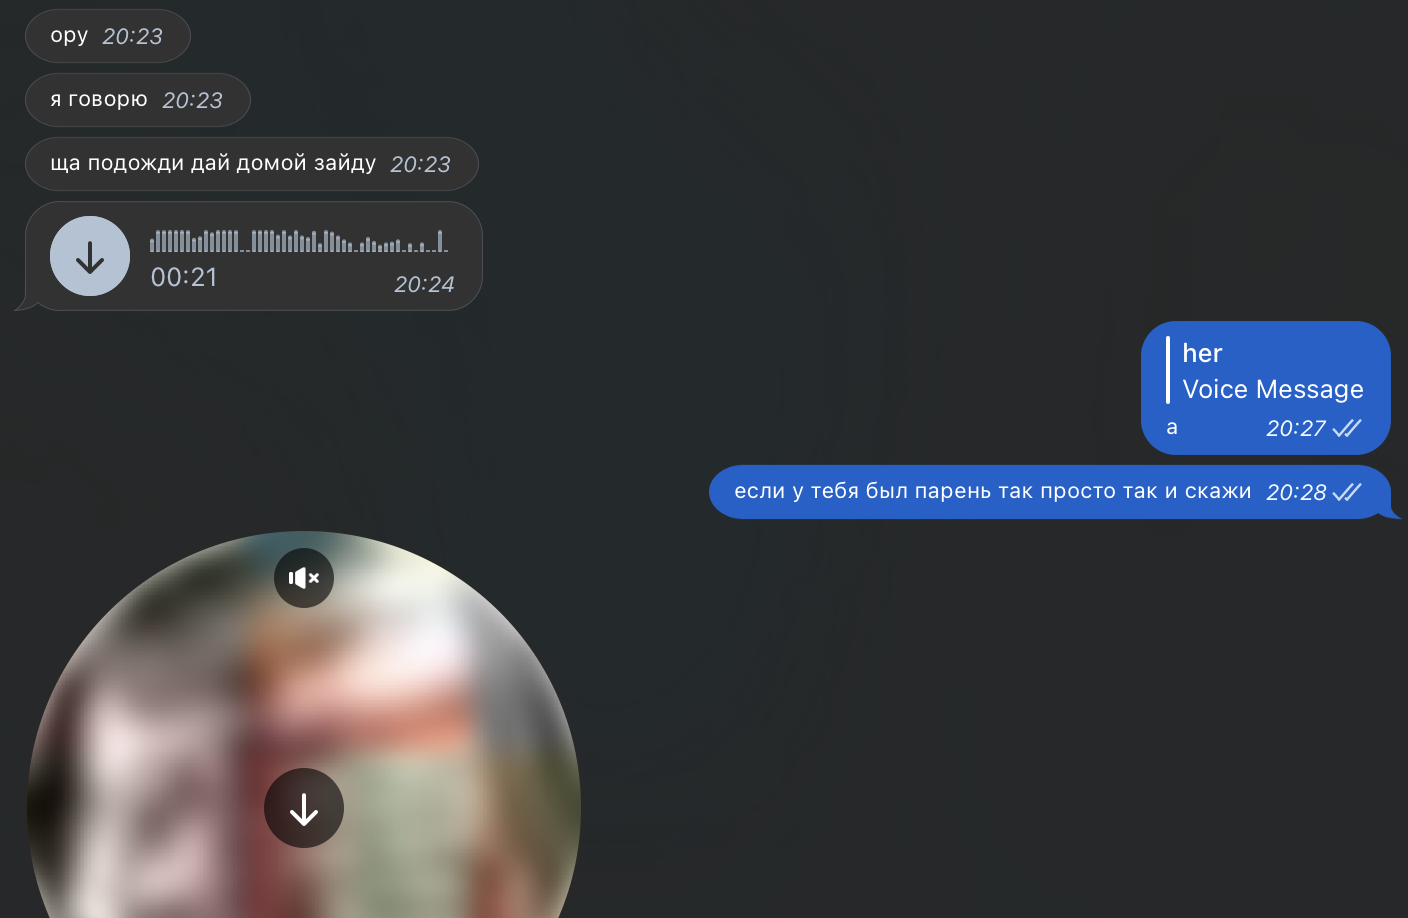 ору 20:23
я говорю 20:23
ща подожди дай домой зайду 20:23
00:21
20:24
her
Voice Message
а 20:27
если у тебя был парень так просто так и скажи 20:28